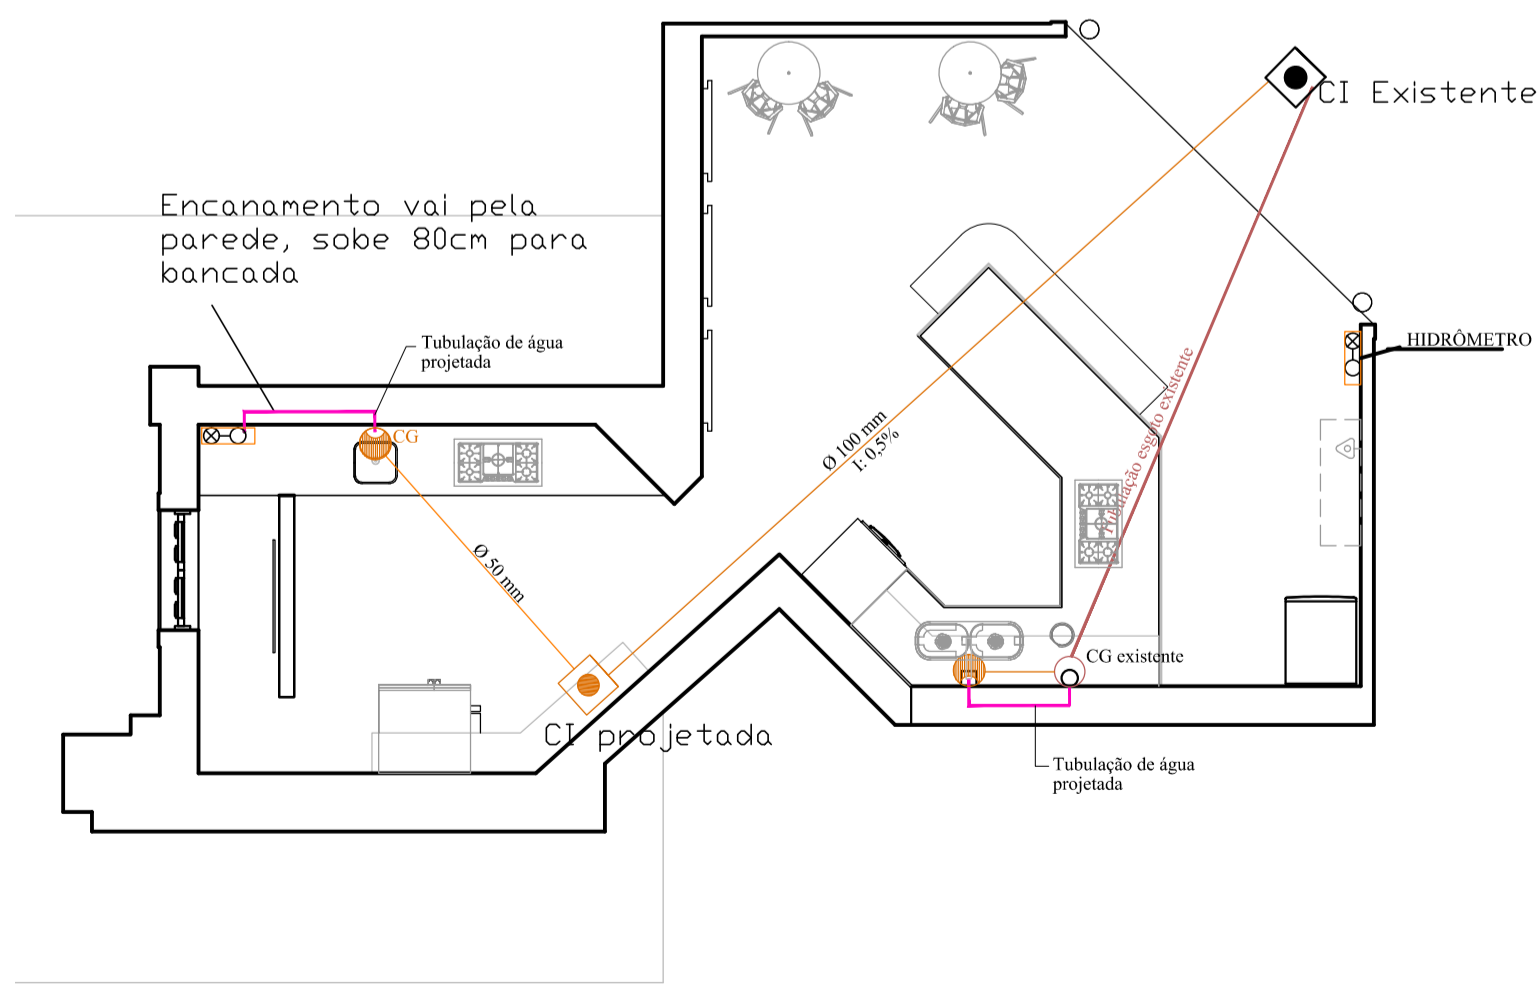 CI Existente
Encanamento vai pela
parede, sobe 80cm para
bancada
Tubulação de água
projetada
HIDRÔMETRO
CG
Ø 100 mm
I: 0,5%
Tubulação esgoto existente
Ø 50 mm
CG existente
CI projetada
Tubulação de água
projetada